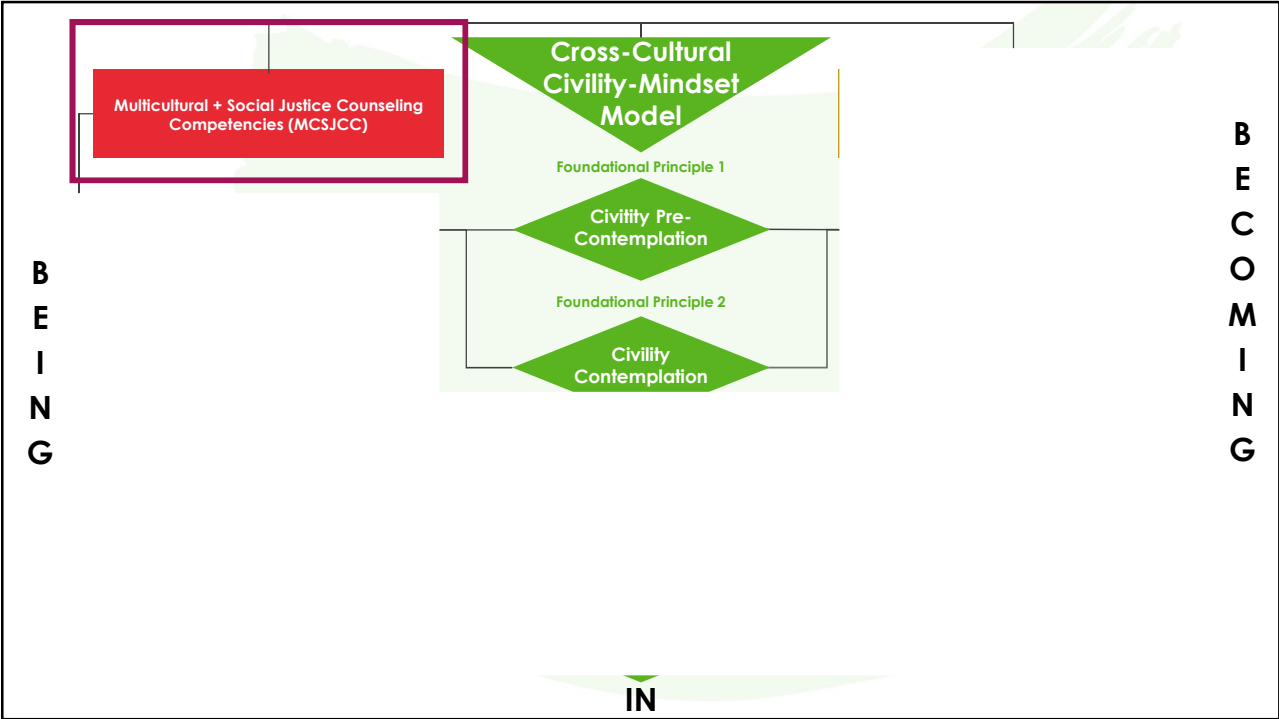 Cross-Cultural
Civility-Mindset
Model
Multicultural + Social Justice Counseling
Competencies (MCSJCC)
Foundational Principle 1
Civitity Pre-
Contemplation
Foundational Principle 2
Civility
Contemplation
B
E
I
N
G
B
E
C
O
M
I
N
G
IN